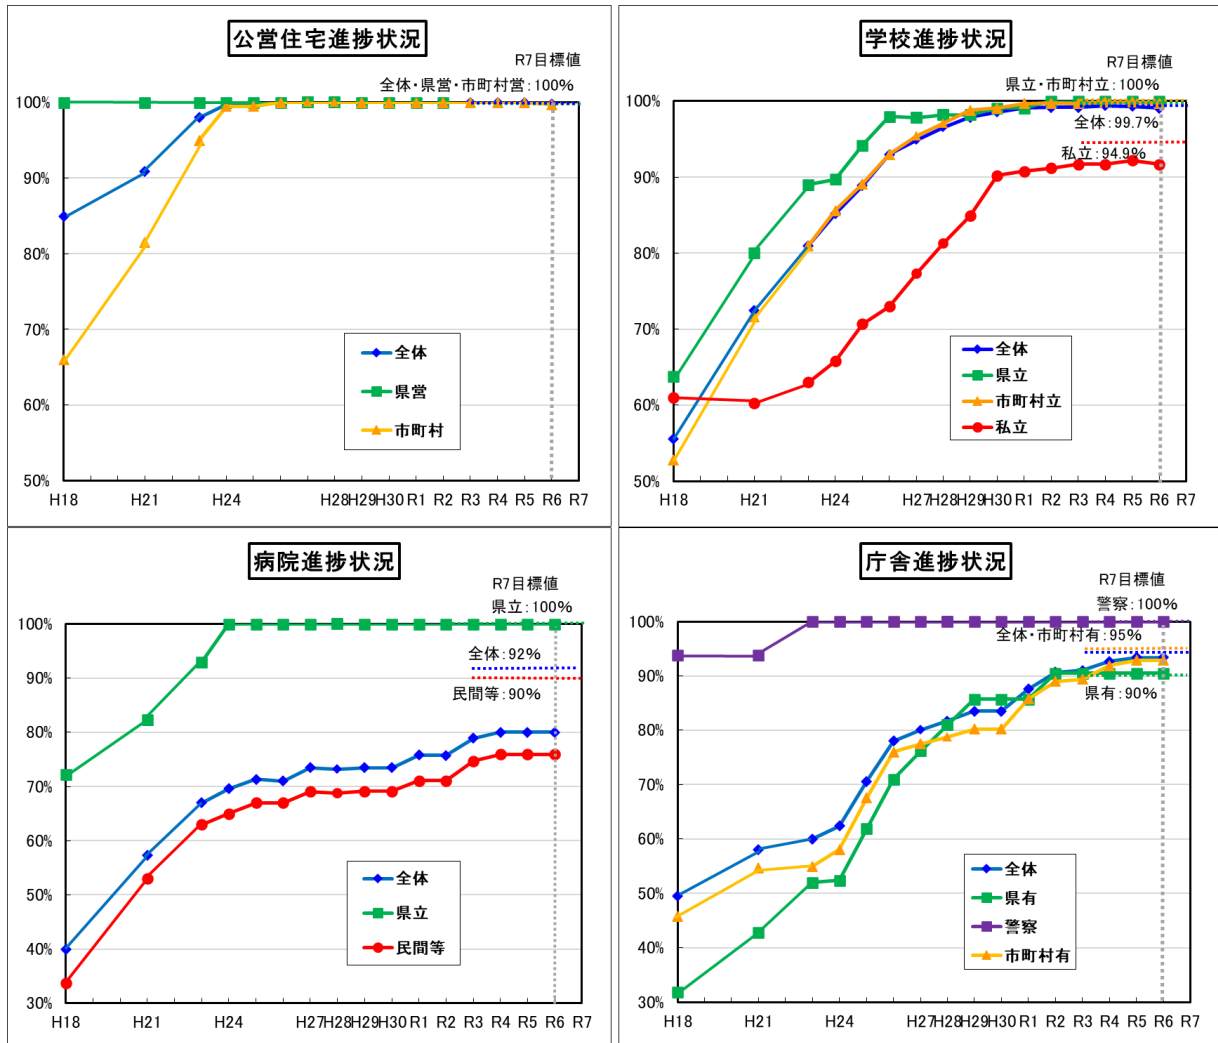 公営住宅進捗状況
R7目標値
全体・県営・市町村営：100%
100%
90%
80%
70%
60%
50%
全体
県営
市町村
H18 H21 H24 H28 H29 H30 R1 R2 R3 R4 R5 R6 R7
学校進捗状況
R7目標値
県立・市町村立：100%
全体：99.7%
私立：94.9%
100%
90%
80%
70%
60%
50%
全体
県立
市町村立
私立
H18 H21 H24 H27 H28 H29 H30 R1 R2 R3 R4 R5 R6 R7
病院進捗状況
R7目標値
県立：100%
全体：92%
民間等：90%
100%
90%
80%
70%
60%
50%
40%
30%
全体
県立
民間等
H18 H21 H24 H27 H28 H29 H30 R1 R2 R3 R4 R5 R6 R7
庁舎進捗状況
R7目標値
警察：100%
全体・市町村有：95%
県有：90%
100%
90%
80%
70%
60%
50%
40%
30%
全体
県有
警察
市町村有
H18 H21 H24 H27 H28 H29 H30 R1 R2 R3 R4 R5 R6 R7